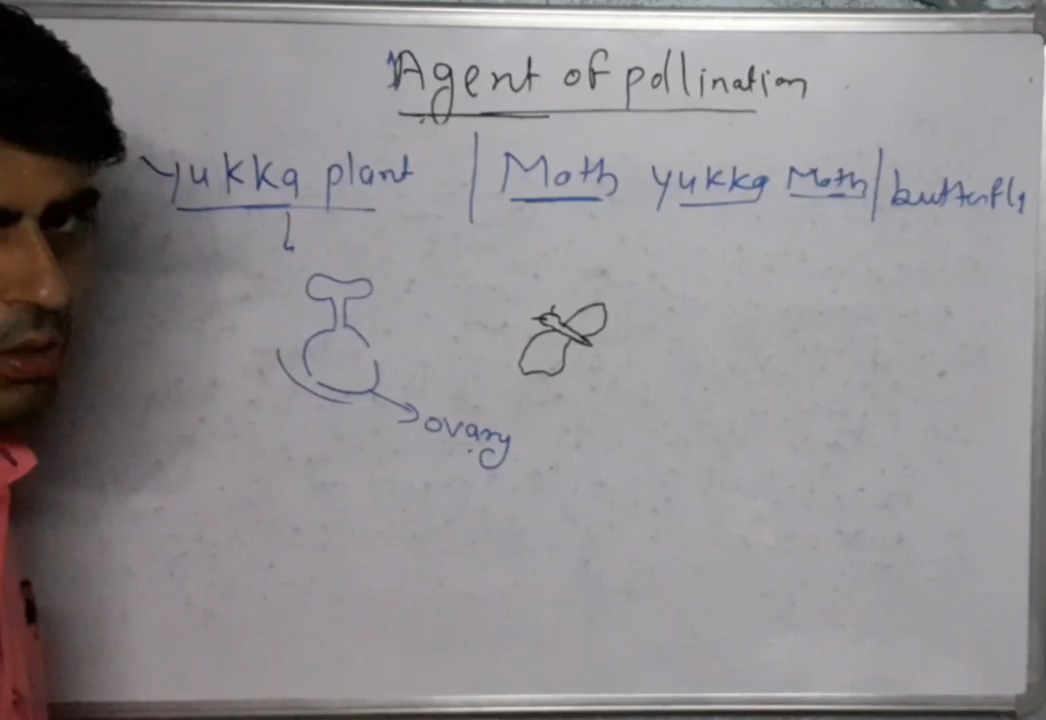 Agent of pollination
yukka plant | Moth yukka Moth / butterfly
ovary